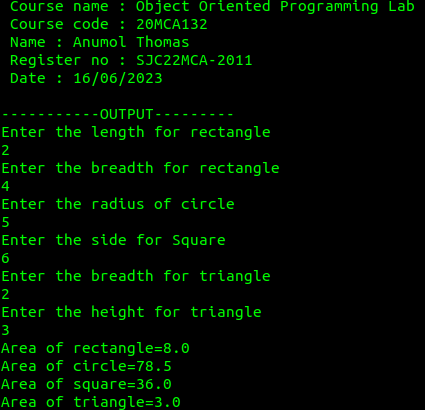 Course name : Object Oriented Programming Lab
Course code : 20MCA132
Name : Anumol Thomas
Register no : SJC22MCA-2011
Date : 16/06/2023
-----------OUTPUT---------
Enter the length for rectangle
2
Enter the breadth for rectangle
4
Enter the radius of circle
5
Enter the side for Square
6
Enter the breadth for triangle
2
Enter the height for triangle
3
Area of rectangle=8.0
Area of circle=78.5
Area of square=36.0
Area of triangle=3.0